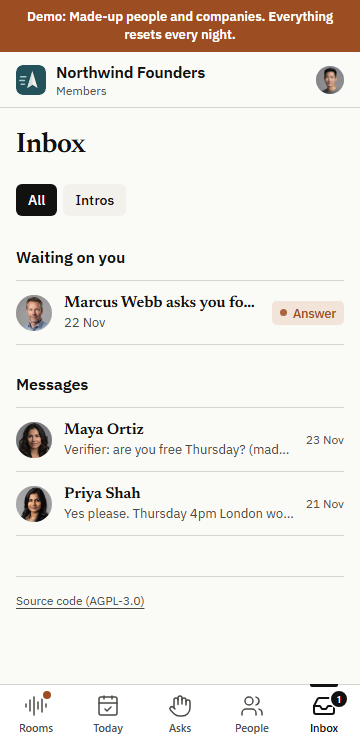 Demo: Made-up people and companies. Everything
resets every night.
Northwind Founders
Members
Inbox
All
Intros
Waiting on you
Marcus Webb asks you fo...
22 Nov
Answer
Messages
Maya Ortiz
Verifier: are you free Thursday? (mad...
23 Nov
Priya Shah
Yes please. Thursday 4pm London wo...
21 Nov
Source code (AGPL-3.0)
1
Rooms
Today
Asks
People
Inbox